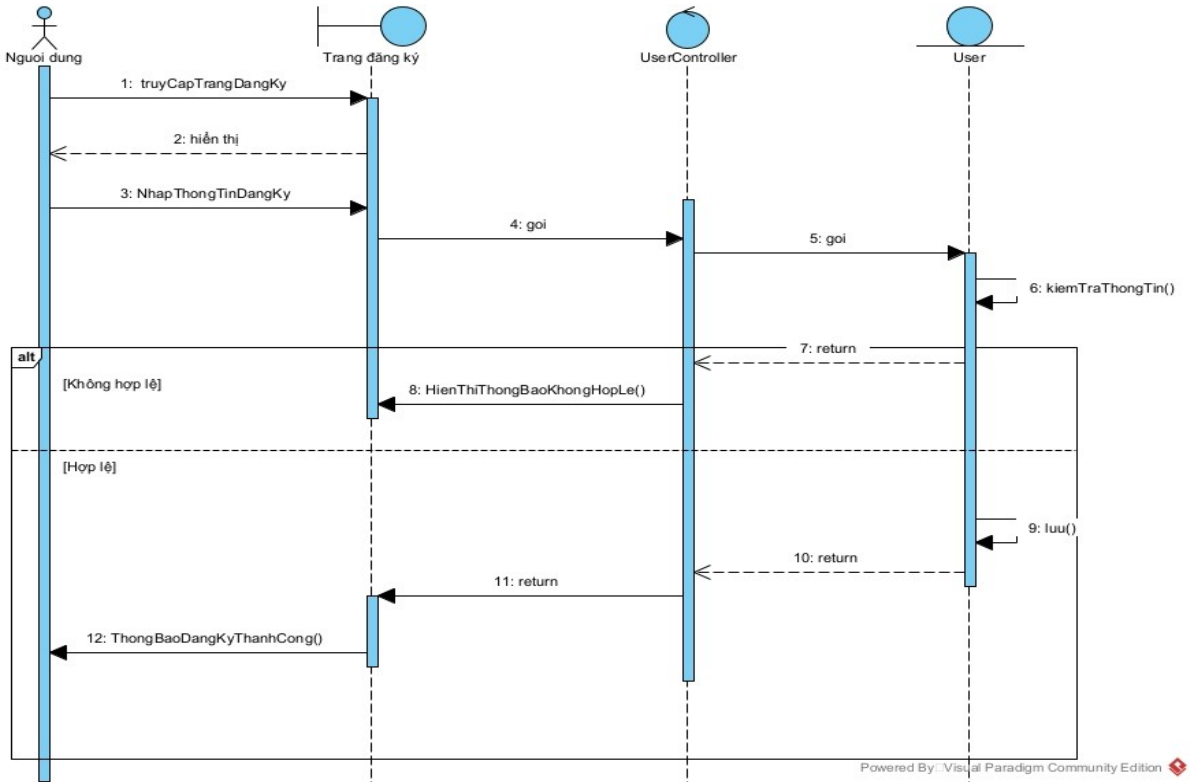 Nguoi dung
Trang đăng ký
UserController
User
1: truyCapTrangDangKy
2: hiển thị
3: NhapThongTinDangKy
4: goi
5: goi
6: kiemTraThongTin()
alt
7: return
[Không hợp lệ]
8: HienThiThongBaoKhongHopLe()
[Hợp lệ]
9: luu()
10: return
11: return
12: ThongBaoDangKyThanhCong()
Powered By Visual Paradigm Community Edition